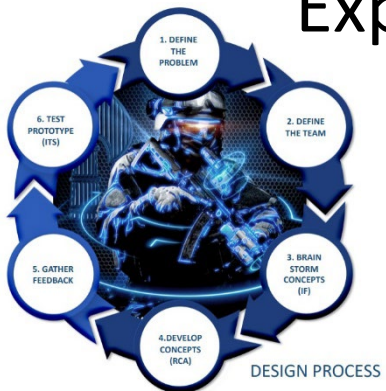 Exp
1. DEFINE
THE
PROBLEM
2. DEFINE
THE TEAM
3. BRAIN
STORM
CONCEPTS
(IF)
4.DEVELOP
CONCEPTS
(RCA)
5. GATHER
FEEDBACK
6. TEST
PROTOTYPE
(ITS)
DESIGN PROCESS